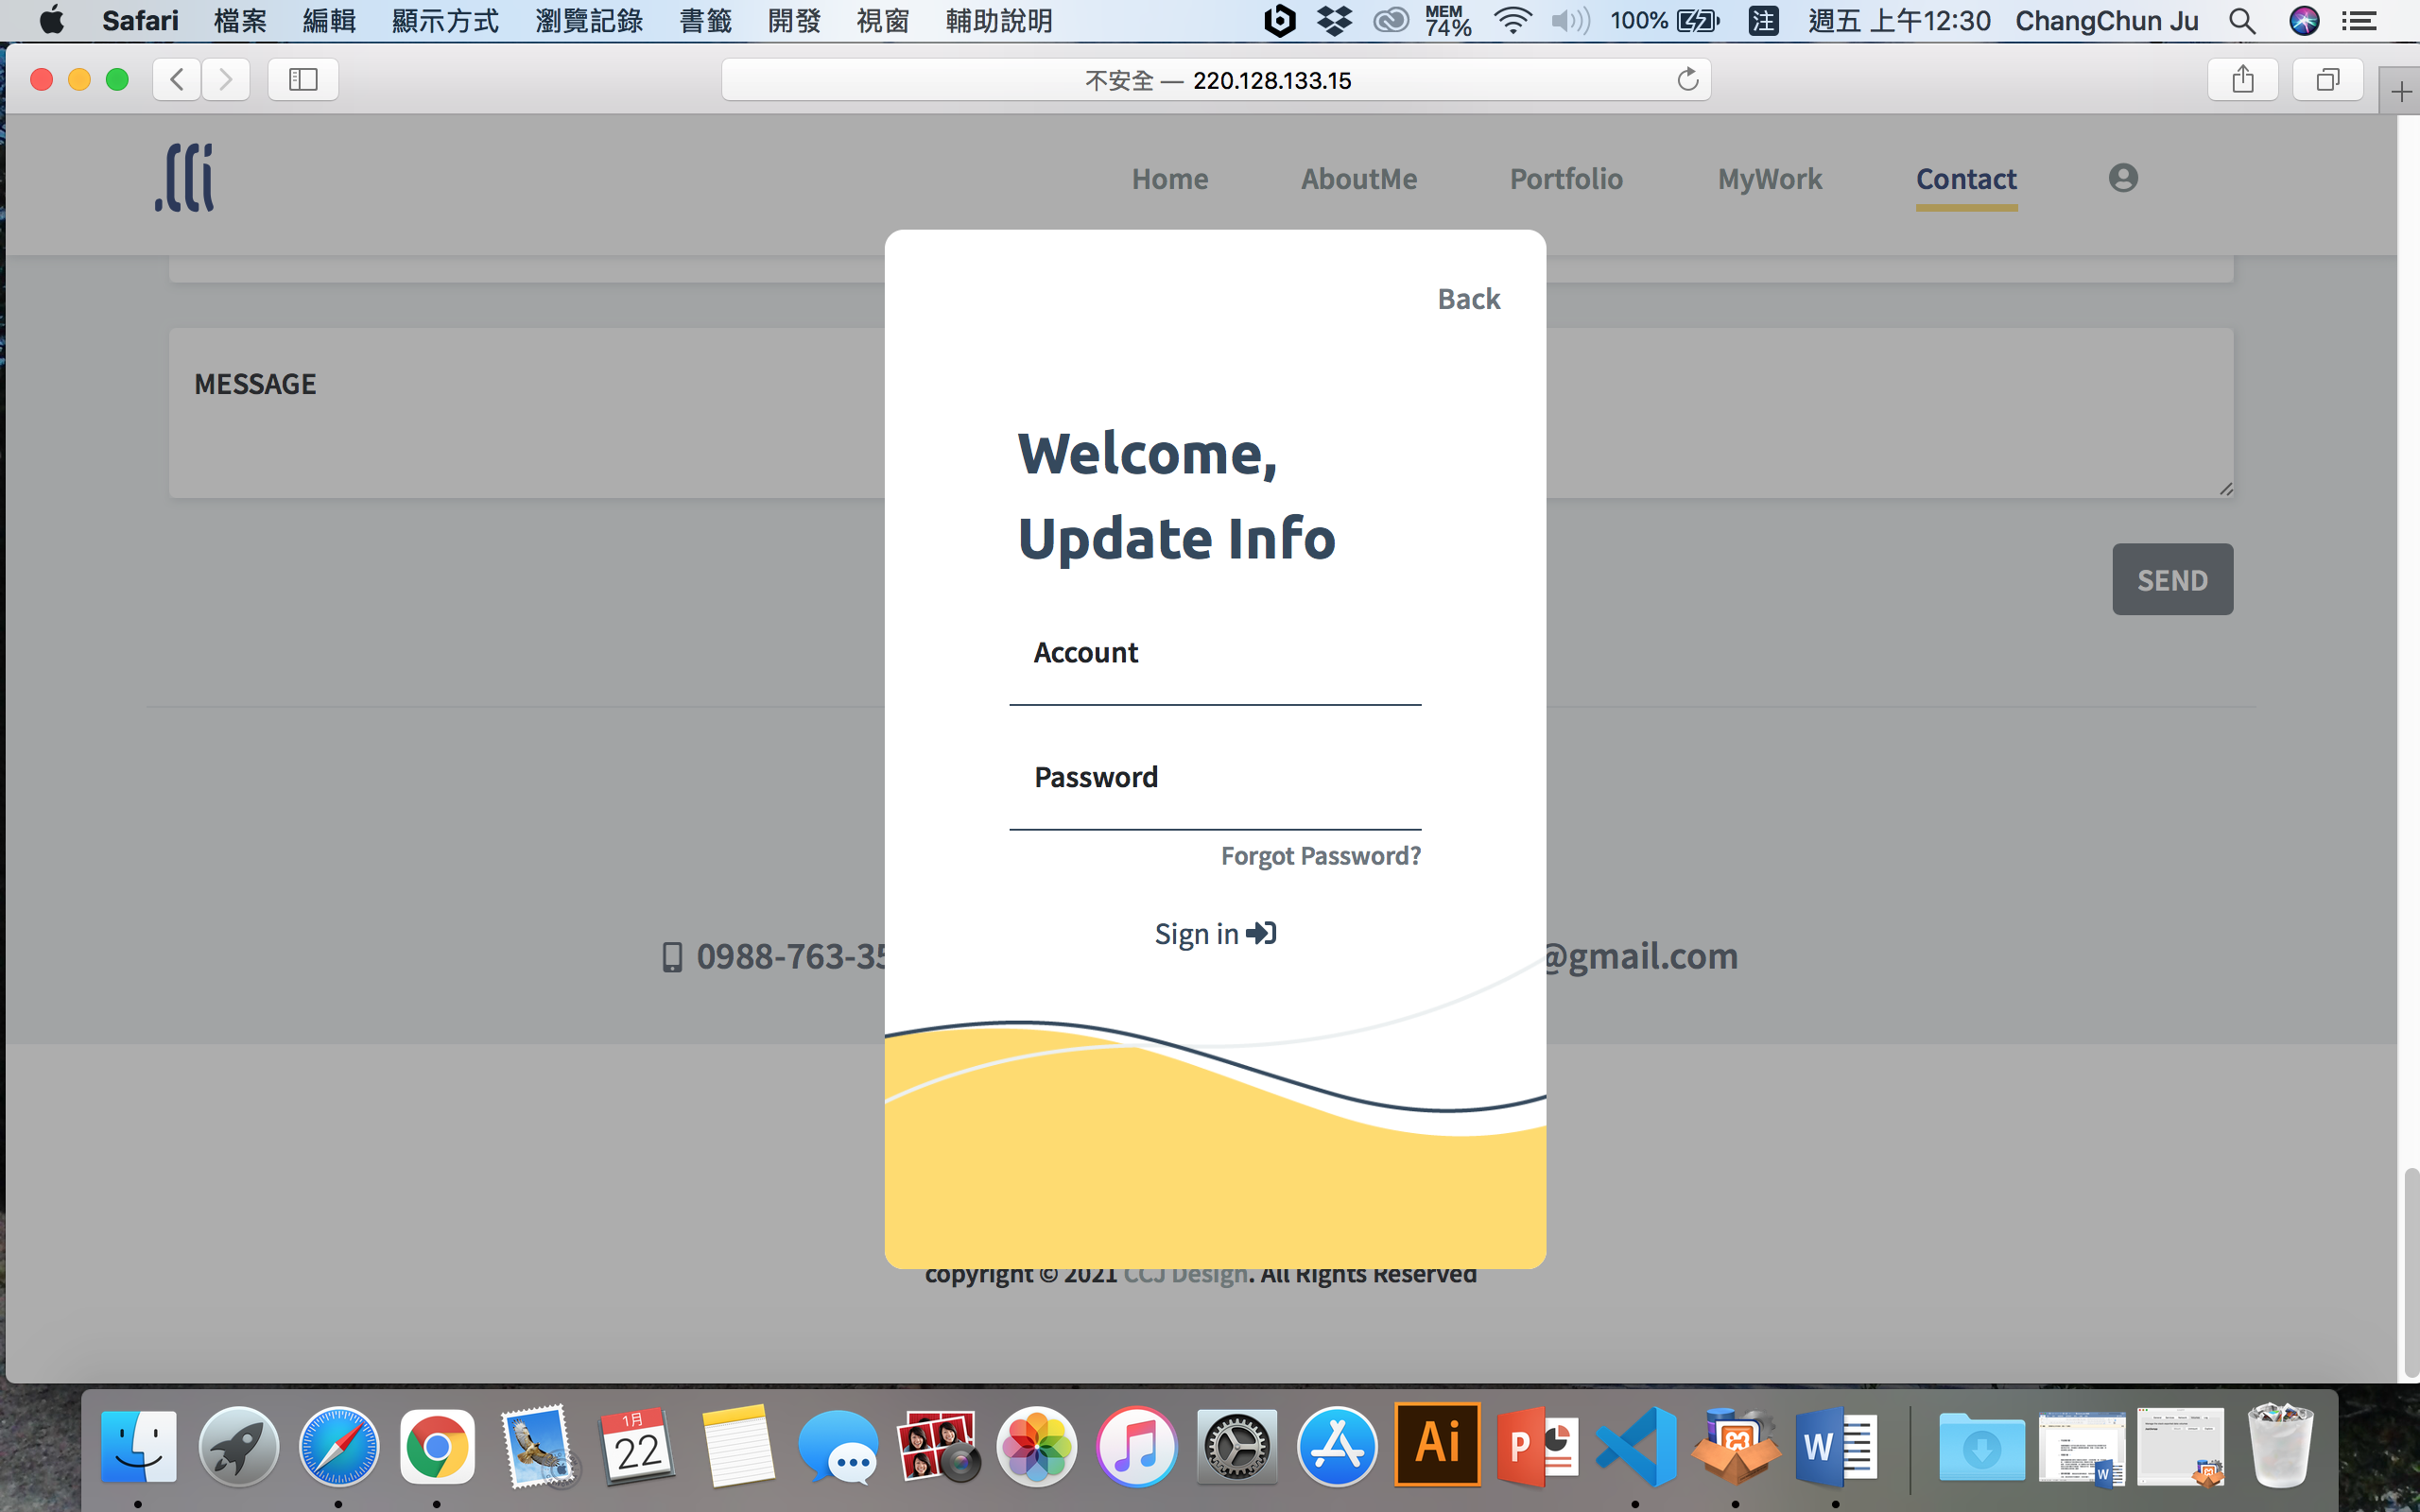 Safari 檔案 編輯 顯示方式 瀏覽記錄 書籤 開發 視窗 輔助說明 MEM 74% 100% 注 週五 上午12:30 ChangChun Ju
不安全 — 220.128.133.15
.CCj Home AboutMe Portfolio MyWork Contact
Back
MESSAGE
Welcome,
Update Info
SEND
Account
Password
Forgot Password?
Sign in
0988-763-35
@gmail.com
copyright © 2021 CCJ Design. All Rights Reserved
1月
22
Ai
P
W